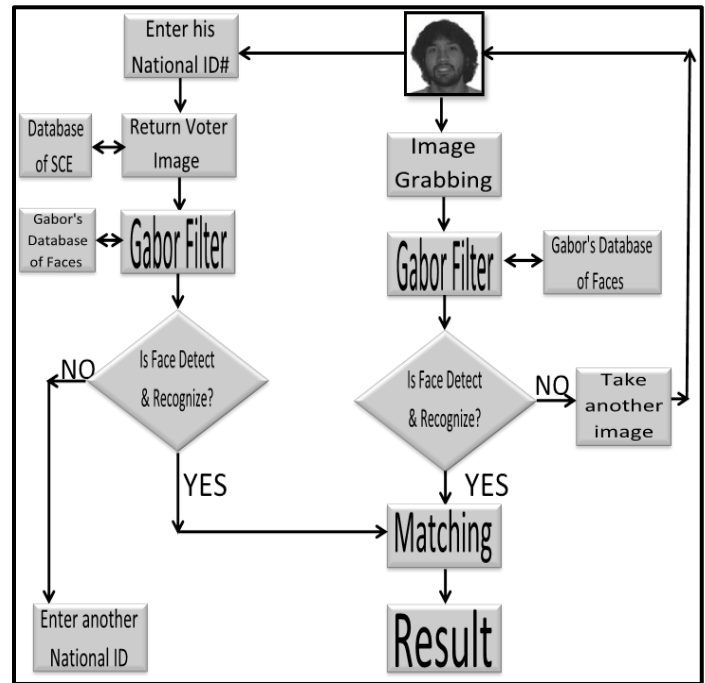 Enter his
National ID#
Database
of SCE
Return Voter
Image
Image
Grabbing
Gabor's
Database
of Faces
Gabor Filter
Gabor Filter
Gabor's Database
of Faces
Is Face Detect
& Recognize?
NO
Is Face Detect
& Recognize?
NO
Take
another
image
YES
YES
Matching
Enter another
National ID
Result